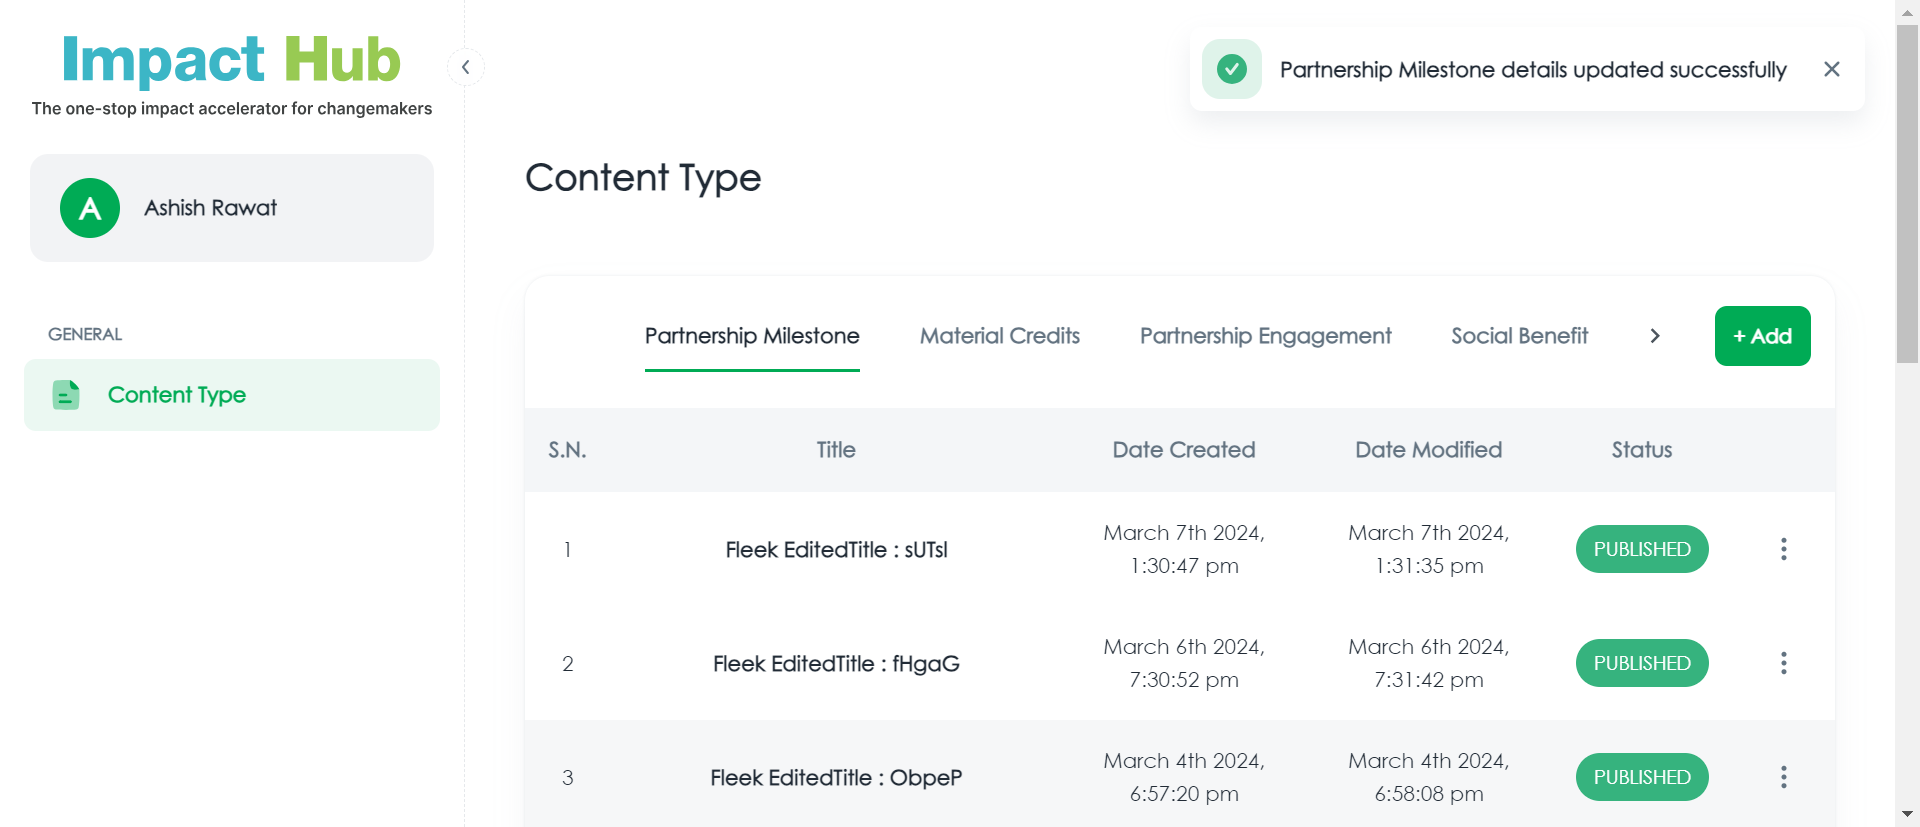 Impact Hub
The one-stop impact accelerator for changemakers
A
Ashish Rawat
GENERAL
Content Type
Partnership Milestone details updated successfully
Content Type
Partnership Milestone
Material Credits
Partnership Engagement
Social Benefit
+ Add
S.N.
Title
Date Created
Date Modified
Status
1
Fleek EditedTitle : sUTsl
March 7th 2024,
1:30:47 pm
March 7th 2024,
1:31:35 pm
PUBLISHED
2
Fleek EditedTitle : fHgaG
March 6th 2024,
7:30:52 pm
March 6th 2024,
7:31:42 pm
PUBLISHED
3
Fleek EditedTitle : ObpeP
March 4th 2024,
6:57:20 pm
March 4th 2024,
6:58:08 pm
PUBLISHED